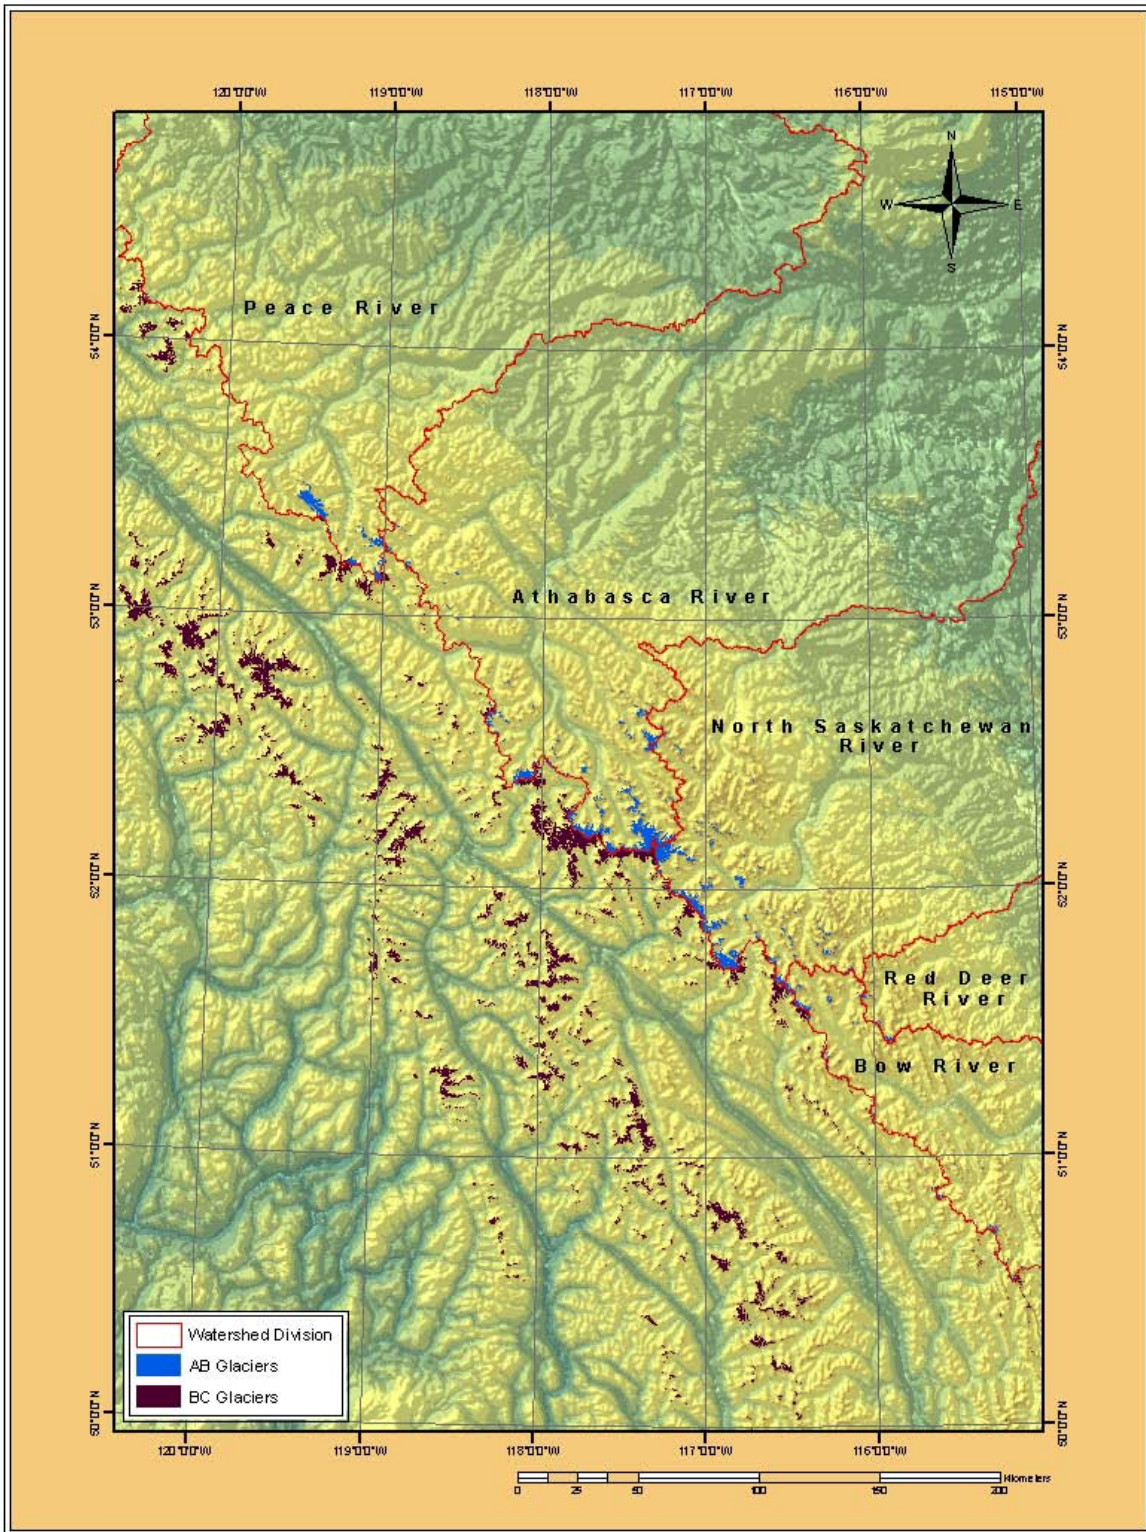 120°0'0"W 119°0'0"W 118°0'0"W 117°0'0"W 116°0'0"W 115°0'0"W
N
W E
S
Peace River
54°0'0"N 54°0'0"N
Athabasca River
53°0'0"N 53°0'0"N
North Saskatchewan
River
52°0'0"N 52°0'0"N
Red Deer
River
Bow River
51°0'0"N 51°0'0"N
Watershed Division
AB Glaciers
BC Glaciers
50°0'0"N 50°0'0"N
120°0'0"W 119°0'0"W 118°0'0"W 117°0'0"W 116°0'0"W
Kilometers
0 25 50 100 150 200